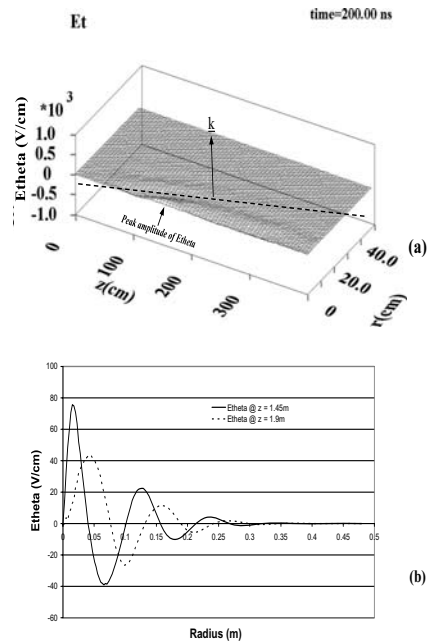 Et
time=200.00 ns
*10 3
Etheta (V/cm)
1.0
0.5
0
-0.5
-1.0
k
Peak amplitude of Etheta
0
100
200
300
z(cm)
0
20.0
40.0
r(cm)
(a)
100
80
60
40
20
0
-20
-40
-60
0 0.05 0.1 0.15 0.2 0.25 0.3 0.35 0.4 0.45 0.5
Etheta @ z = 1.45m
Etheta @ z = 1.9m
Etheta (V/cm)
Radius (m)
(b)